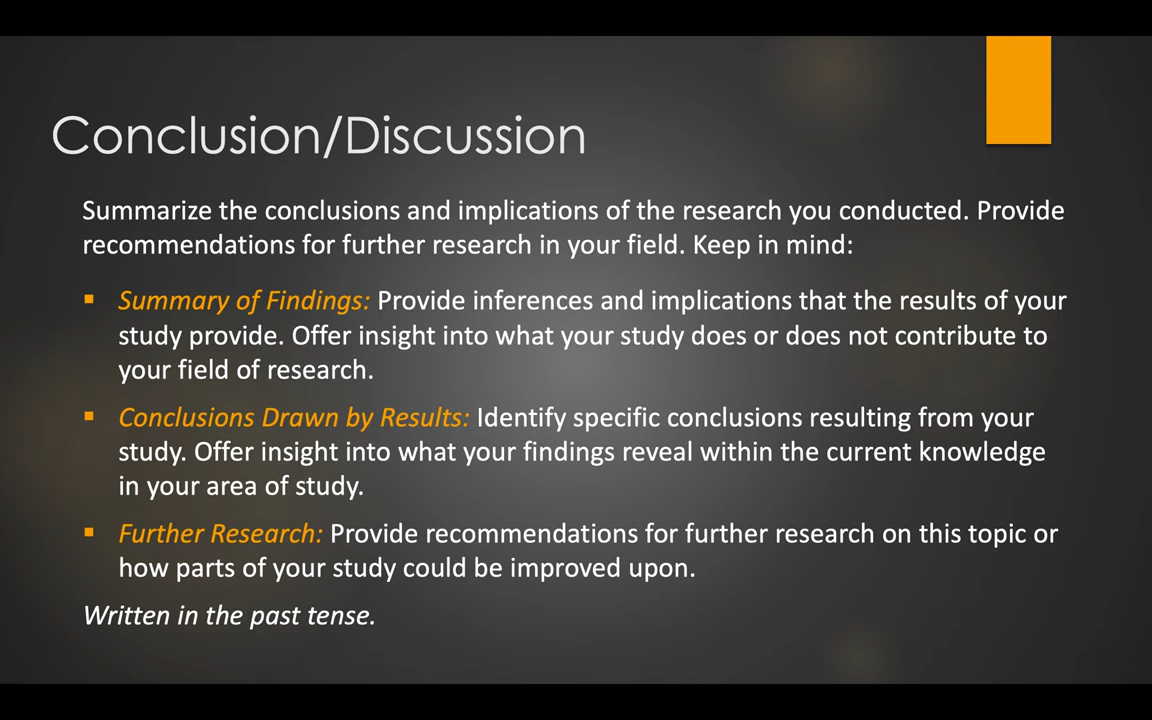 Conclusion/Discussion
Summarize the conclusions and implications of the research you conducted. Provide
recommendations for further research in your field. Keep in mind:
▪ Summary of Findings: Provide inferences and implications that the results of your
study provide. Offer insight into what your study does or does not contribute to
your field of research.
▪ Conclusions Drawn by Results: Identify specific conclusions resulting from your
study. Offer insight into what your findings reveal within the current knowledge
in your area of study.
▪ Further Research: Provide recommendations for further research on this topic or
how parts of your study could be improved upon.
Written in the past tense.